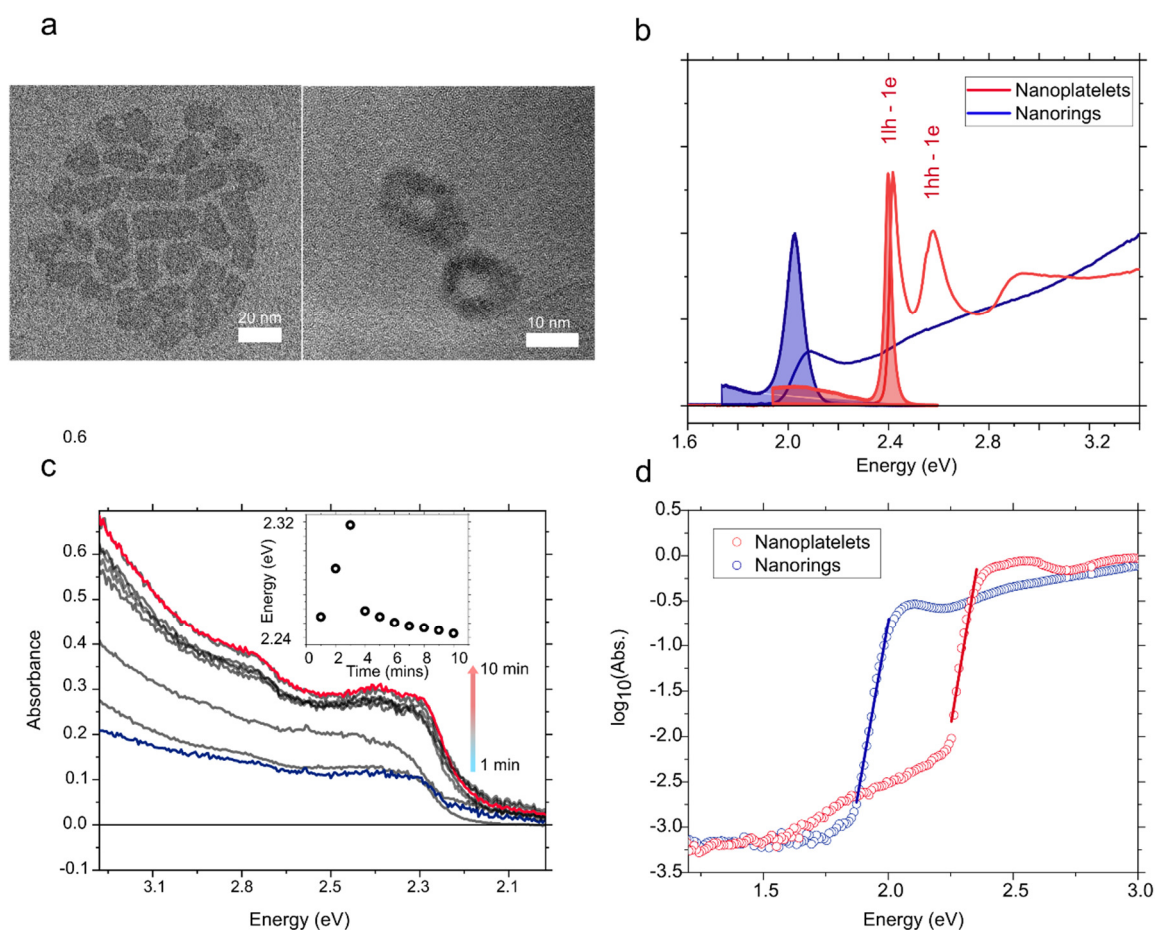 a
20 nm
10 nm
b
1lh - 1e
1hh - 1e
Nanoplatelets
Nanorings
1.6
2.0
2.4
2.8
3.2
Energy (eV)
0.6
c
0.6
0.5
0.4
0.3
0.2
0.1
0.0
-0.1
Absorbance
3.1
2.8
2.5
2.3
2.1
Energy (eV)
2.32
2.24
Energy (eV)
0 2 4 6 8 10
Time (mins)
10 min
1 min
d
Nanoplatelets
Nanorings
0.5
0.0
-0.5
-1.0
-1.5
-2.0
-2.5
-3.0
-3.5
log10(Abs.)
1.5
2.0
2.5
3.0
Energy (eV)